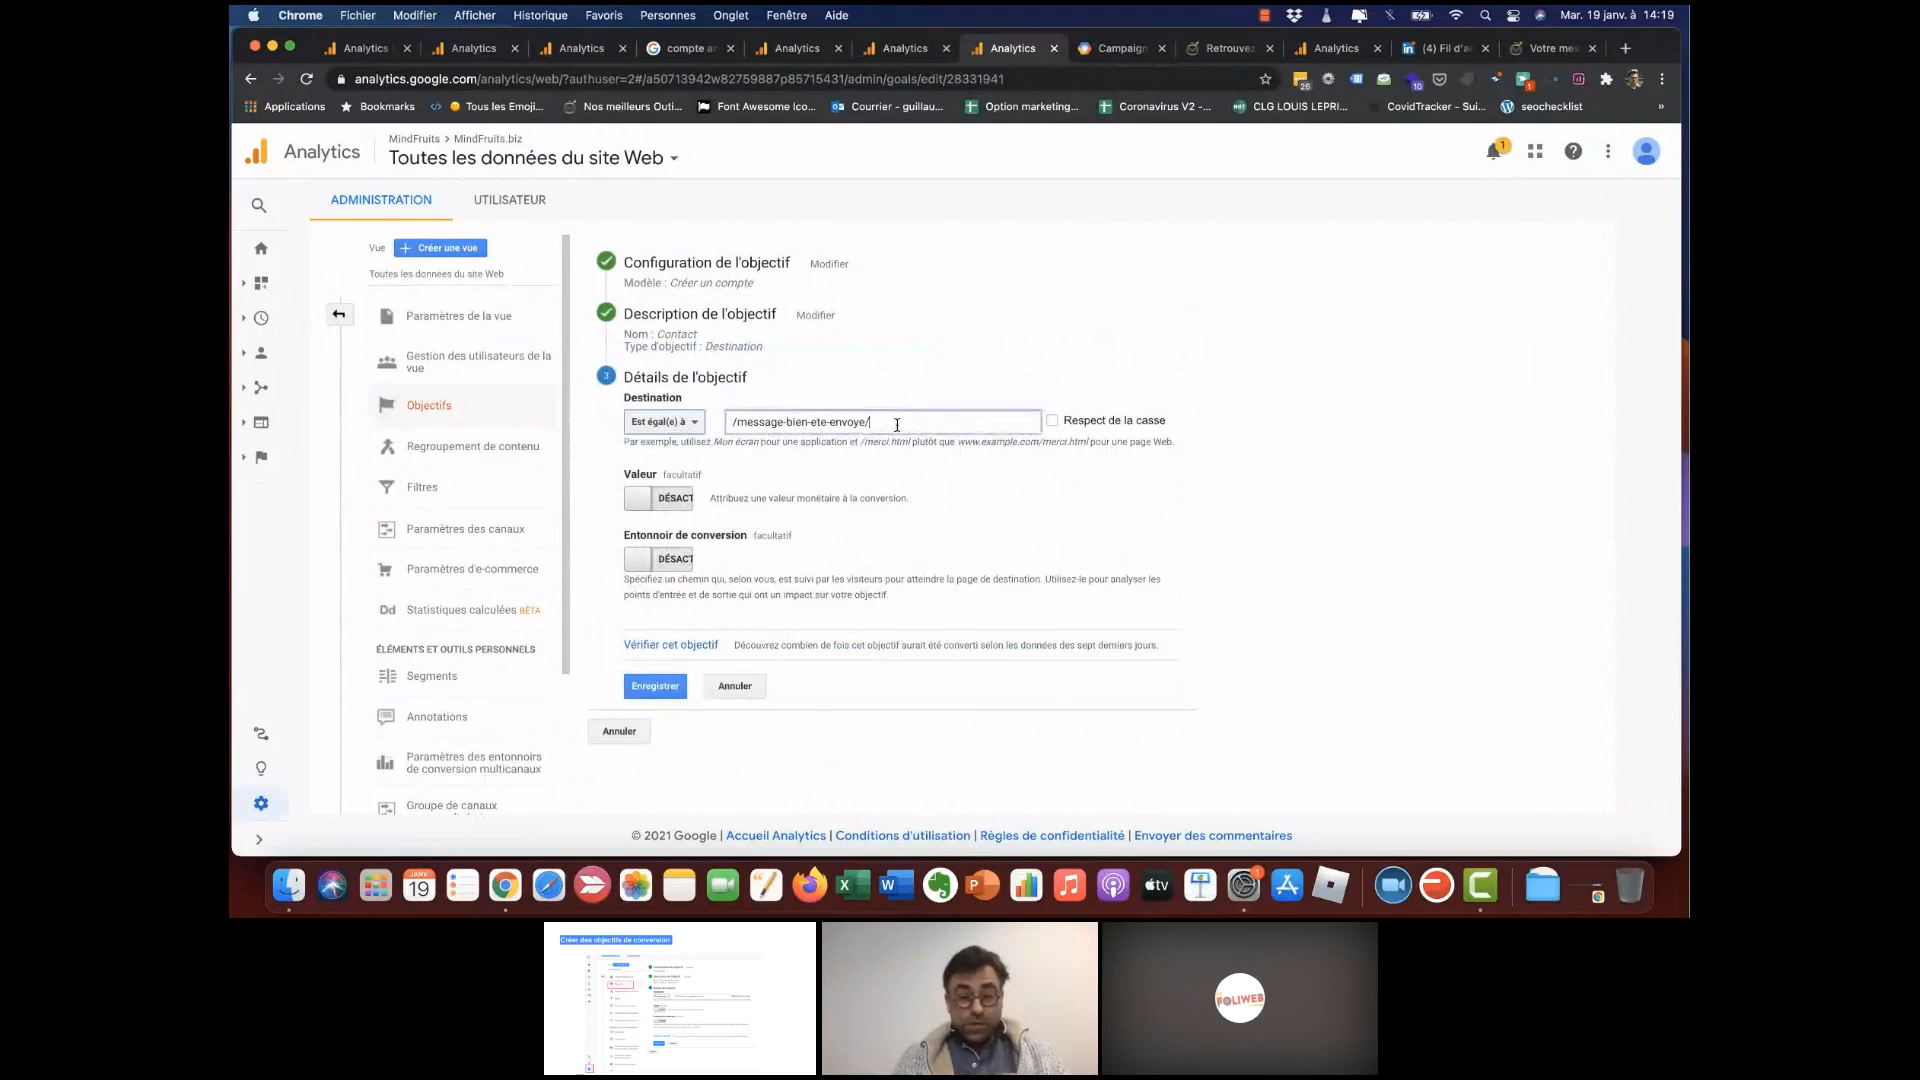 Chrome Fichier Modifier Afficher Historique Favoris Personnes Onglet Fenêtre Aide Mar. 19 janv. à 14:19
Analytics Analytics Analytics compte an Analytics Analytics Analytics Campaign Retrouvez Analytics (4) Fil d'ac Votre mes
analytics.google.com/analytics/web/?authuser=2#/a50713942w82759887p85715431/admin/goals/edit/28331941
26 10 1
Applications Bookmarks Tous les Emoji... Nos meilleurs Outi... Font Awesome Ico... Courrier - guillau... Option marketing... Coronavirus V2 -... CLG LOUIS LEPRI... CovidTracker - Sui... seochecklist »
Analytics
MindFruits > MindFruits.biz
Toutes les données du site Web
1
ADMINISTRATION UTILISATEUR
Vue + Créer une vue
Toutes les données du site Web
Paramètres de la vue
Gestion des utilisateurs de la
vue
Objectifs
Regroupement de contenu
Filtres
Paramètres des canaux
Paramètres d'e-commerce
Dd Statistiques calculées BÊTA
ÉLÉMENTS ET OUTILS PERSONNELS
Segments
Annotations
Paramètres des entonnoirs
de conversion multicanaux
Groupe de canaux
Configuration de l'objectif Modifier
Modèle : Créer un compte
Description de l'objectif Modifier
Nom : Contact
Type d'objectif : Destination
3 Détails de l'objectif
Destination
Est égal(e) à /message-bien-ete-envoye/ Respect de la casse
Par exemple, utilisez Mon écran pour une application et /merci.html plutôt que www.example.com/merci.html pour une page Web.
Valeur facultatif
DÉSACT Attribuez une valeur monétaire à la conversion.
Entonnoir de conversion facultatif
DÉSACT
Spécifiez un chemin qui, selon vous, est suivi par les visiteurs pour atteindre la page de destination. Utilisez-le pour analyser les
points d'entrée et de sortie qui ont un impact sur votre objectif.
Vérifier cet objectif Découvrez combien de fois cet objectif aurait été converti selon les données des sept derniers jours.
Enregistrer Annuler
Annuler
© 2021 Google | Accueil Analytics | Conditions d'utilisation | Règles de confidentialité | Envoyer des commentaires
JANV
19
tv
1
Créer des objectifs de conversion
FOLIWEB